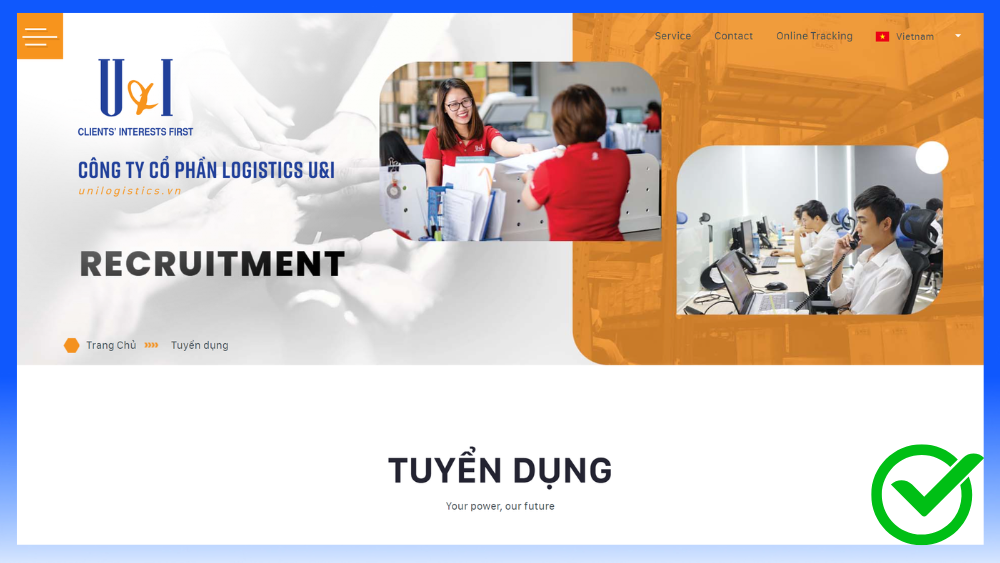 Service Contact Online Tracking Vietnam
U&I
CLIENTS' INTERESTS FIRST
CÔNG TY CỔ PHẦN LOGISTICS U&I
unilogistics.vn
RECRUITMENT
Trang Chủ Tuyển dụng
TUYỂN DỤNG
Your power, our future